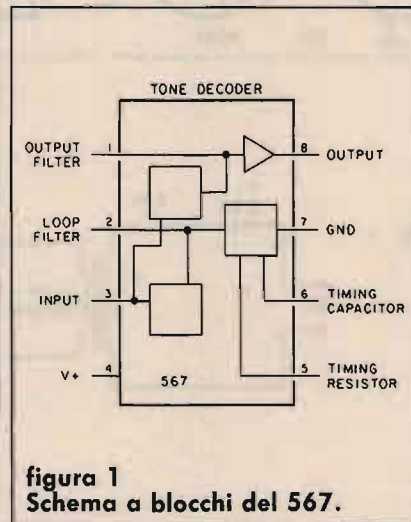 TONE DECODER
OUTPUT
FILTER
1
8
OUTPUT
LOOP
FILTER
2
7
GND
INPUT
3
6
TIMING
CAPACITOR
V+
4
567
5
TIMING
RESISTOR
figura 1
Schema a blocchi del 567.